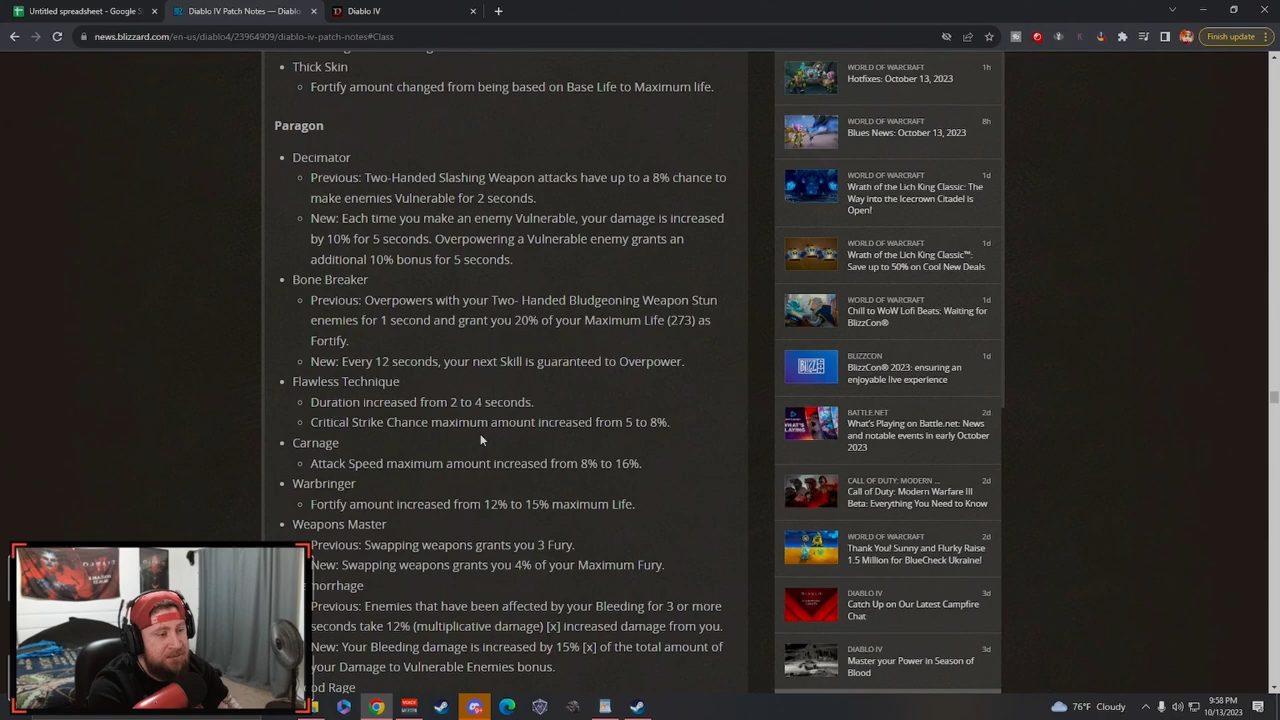 Untitled spreadsheet - Google S
Diablo IV Patch Notes — Diablo
Diablo IV
news.blizzard.com/en-us/diablo4/23964909/diablo-iv-patch-notes#Class
Finish update
Thick Skin
Fortify amount changed from being based on Base Life to Maximum life.
Paragon
Decimator
Previous: Two-Handed Slashing Weapon attacks have up to a 8% chance to
make enemies Vulnerable for 2 seconds.
New: Each time you make an enemy Vulnerable, your damage is increased
by 10% for 5 seconds. Overpowering a Vulnerable enemy grants an
additional 10% bonus for 5 seconds.
Bone Breaker
Previous: Overpowers with your Two- Handed Bludgeoning Weapon Stun
enemies for 1 second and grant you 20% of your Maximum Life (273) as
Fortify.
New: Every 12 seconds, your next Skill is guaranteed to Overpower.
Flawless Technique
Duration increased from 2 to 4 seconds.
Critical Strike Chance maximum amount increased from 5 to 8%.
Carnage
Attack Speed maximum amount increased from 8% to 16%.
Warbringer
Fortify amount increased from 12% to 15% maximum Life.
Weapons Master
Previous: Swapping weapons grants you 3 Fury.
New: Swapping weapons grants you 4% of your Maximum Fury.
morrhage
Previous: Enemies that have been affected by your Bleeding for 3 or more
seconds take 12% (multiplicative damage) [x] increased damage from you.
New: Your Bleeding damage is increased by 15% [x] of the total amount of
your Damage to Vulnerable Enemies bonus.
d Rage
WORLD OF WARCRAFT 1h
Hotfixes: October 13, 2023
WORLD OF WARCRAFT 8h
Blues News: October 13, 2023
WORLD OF WARCRAFT 1d
Wrath of the Lich King Classic: The
Way into the Icecrown Citadel is
Open!
WORLD OF WARCRAFT 1d
Wrath of the Lich King Classic™:
Save up to 50% on Cool New Deals
WORLD OF WARCRAFT 1d
Chill to WoW Lofi Beats: Waiting for
BlizzCon®
BLIZZCON 1d
BlizzCon® 2023: ensuring an
enjoyable live experience
BATTLE.NET 2d
What's Playing on Battle.net: News
and notable events in early October
2023
CALL OF DUTY: MODERN ... 2d
Call of Duty: Modern Warfare III
Beta: Everything You Need to Know
WORLD OF WARCRAFT 2d
Thank You! Sunny and Flurky Raise
1.5 Million for BlueCheck Ukraine!
DIABLO IV 3d
Catch Up on Our Latest Campfire
Chat
DIABLO IV 3d
Master your Power in Season of
Blood
76°F Cloudy
9:58 PM
10/13/2023